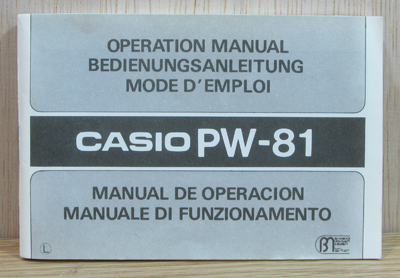 OPERATION MANUAL
BEDIENUNGSANLEITUNG
MODE D'EMPLOI
CASIO PW-81
MANUAL DE OPERACION
MANUALE DI FUNZIONAMENTO
L